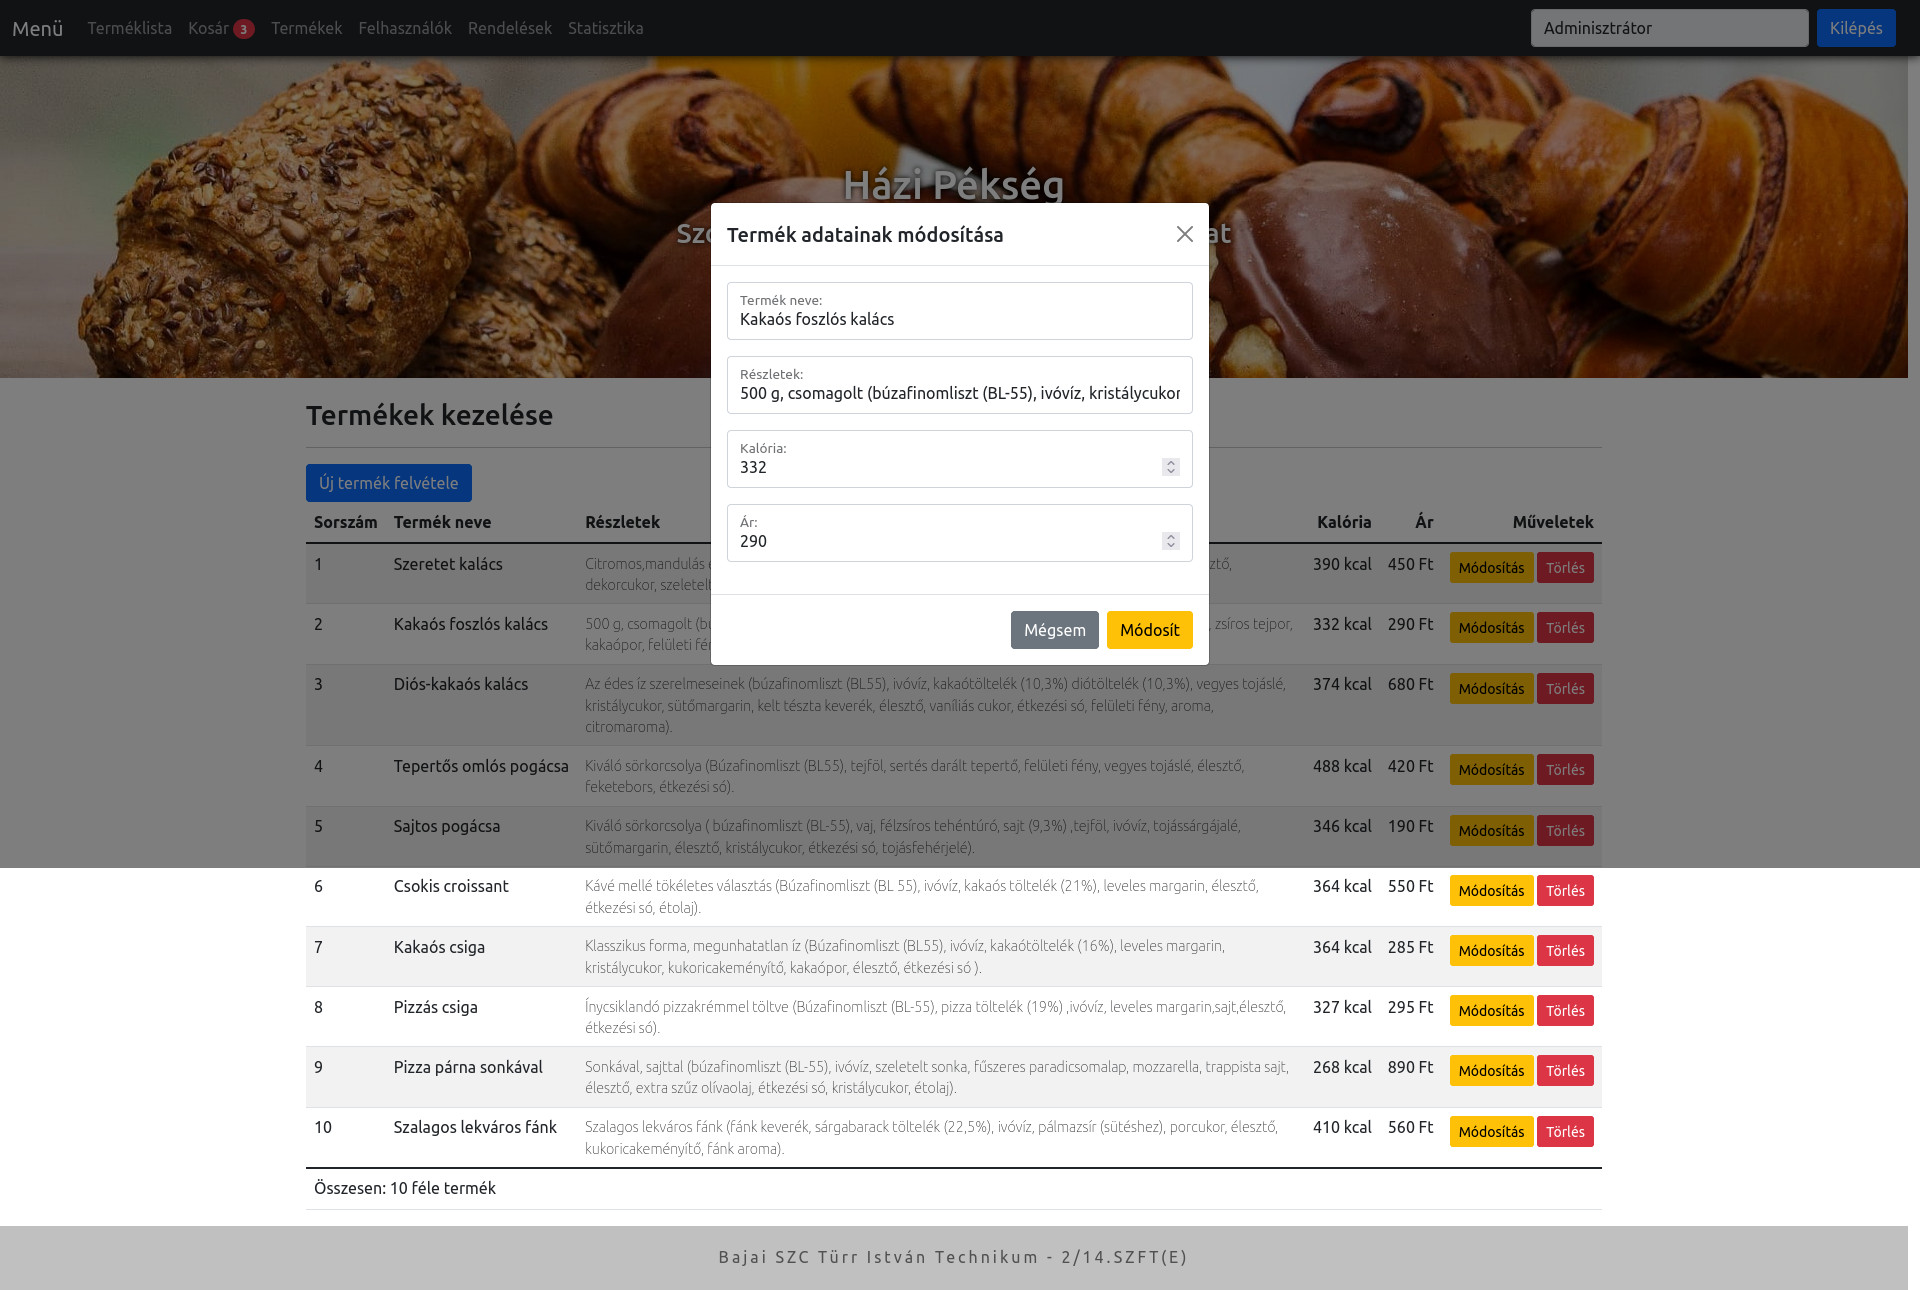 Menü Terméklista Kosár 3 Termékek Felhasználók Rendelések Statisztika Adminisztrátor Kilépés
Házi Pékség
Termék adatainak módosítása
Termék neve:
Kakaós foszlós kalács
Részletek:
500 g, csomagolt (búzafinomliszt (BL-55), ivóvíz, kristálycukor
Kalória:
332
Ár:
290
Mégsem Módosít
Termékek kezelése
Új termék felvétele
Sorszám Termék neve Részletek Kalória Ár Műveletek
1 Szeretet kalács Citromos,mandulás 390 kcal 450 Ft Módosítás Törlés
dekorcukor, szeletelt
2 Kakaós foszlós kalács 500 g, csomagolt zsíros tejpor, 332 kcal 290 Ft Módosítás Törlés
kakaópor, felületi
3 Diós-kakaós kalács Az édes íz szerelmeseinek (búzafinomliszt (BL55), ivóvíz, kakaótöltelék (10,3%) diótöltelék (10,3%), vegyes tojáslé, 374 kcal 680 Ft Módosítás Törlés
kristálycukor, sütőmargarin, kelt tészta keverék, élesztő, vaníliás cukor, étkezési só, felületi fény, aroma,
citromaroma).
4 Tepertős omlós pogácsa Kiváló sörkorcsolya (Búzafinomliszt (BL55), tejföl, sertés darált tepertő, felületi fény, vegyes tojáslé, élesztő, 488 kcal 420 Ft Módosítás Törlés
feketebors, étkezési só).
5 Sajtos pogácsa Kiváló sörkorcsolya ( búzafinomliszt (BL-55), vaj, félzsíros tehéntúró, sajt (9,3%) ,tejföl, ivóvíz, tojássárgájalé, 346 kcal 190 Ft Módosítás Törlés
sütőmargarin, élesztő, kristálycukor, étkezési só, tojásfehérjelé).
6 Csokis croissant Kávé mellé tökéletes választás (Búzafinomliszt (BL 55), ivóvíz, kakaós töltelék (21%), leveles margarin, élesztő, 364 kcal 550 Ft Módosítás Törlés
étkezési só, étolaj).
7 Kakaós csiga Klasszikus forma, megunhatatlan íz (Búzafinomliszt (BL55), ivóvíz, kakaótöltelék (16%), leveles margarin, 364 kcal 285 Ft Módosítás Törlés
kristálycukor, kukoricakeményítő, kakaópor, élesztő, étkezési só ).
8 Pizzás csiga Ínycsiklandó pizzakrémmel töltve (Búzafinomliszt (BL-55), pizza töltelék (19%) ,ivóvíz, leveles margarin,sajt,élesztő, 327 kcal 295 Ft Módosítás Törlés
étkezési só).
9 Pizza párna sonkával Sonkával, sajttal (búzafinomliszt (BL-55), ivóvíz, szeletelt sonka, fűszeres paradicsomalap, mozzarella, trappista sajt, 268 kcal 890 Ft Módosítás Törlés
élesztő, extra szűz olívaolaj, étkezési só, kristálycukor, étolaj).
10 Szalagos lekváros fánk Szalagos lekváros fánk (fánk keverék, sárgabarack töltelék (22,5%), ivóvíz, pálmazsír (sütéshez), porcukor, élesztő, 410 kcal 560 Ft Módosítás Törlés
kukoricakeményítő, fánk aroma).
Összesen: 10 féle termék
Bajai SZC Türr István Technikum - 2/14.SZFT(E)